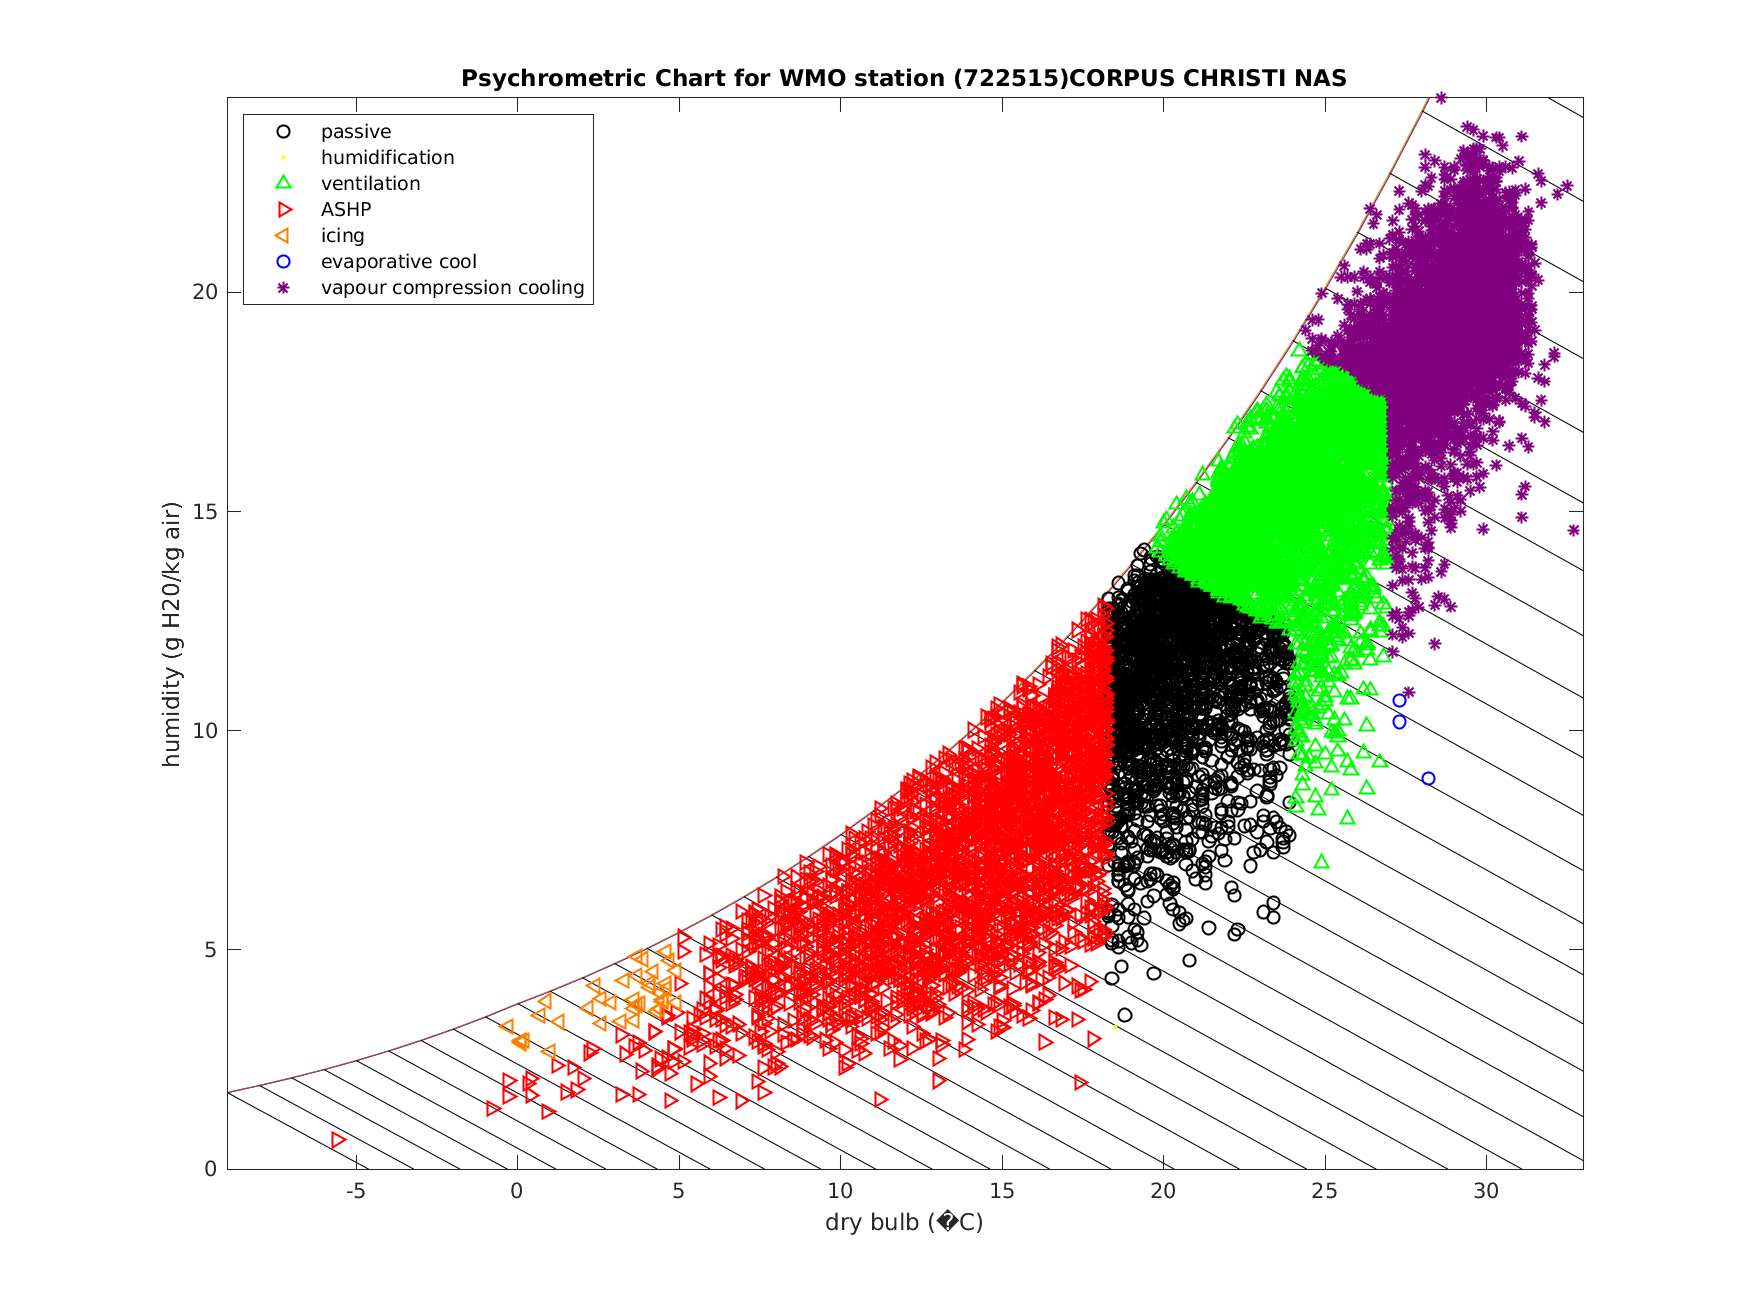 Psychrometric Chart for WMO station (722515)CORPUS CHRISTI NAS
passive
humidification
ventilation
ASHP
icing
evaporative cool
vapour compression cooling
humidity (g H20/kg air)
20
15
10
5
0
-5 0 5 10 15 20 25 30
dry bulb (�C)